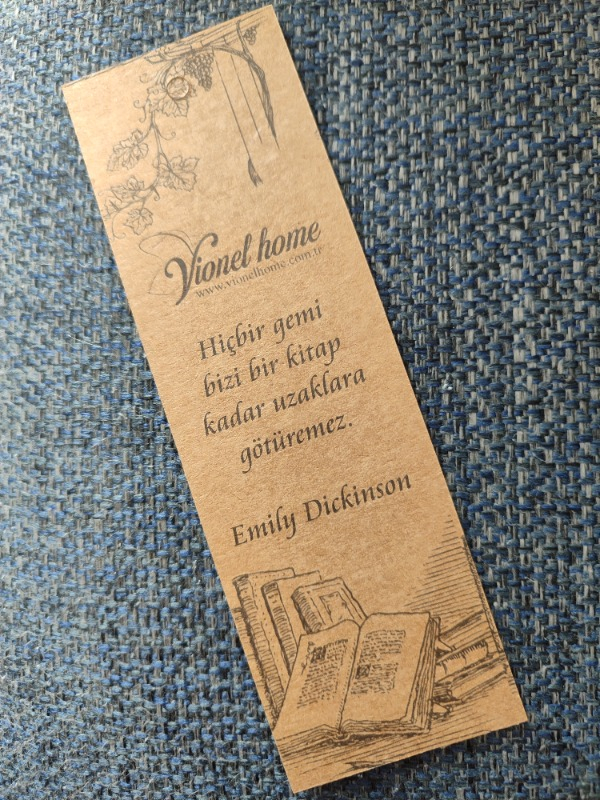 Vionel home
www.vionelhome.com.tr
Hiçbir gemi
bizi bir kitap
kadar uzaklara
götüremez.
Emily Dickinson